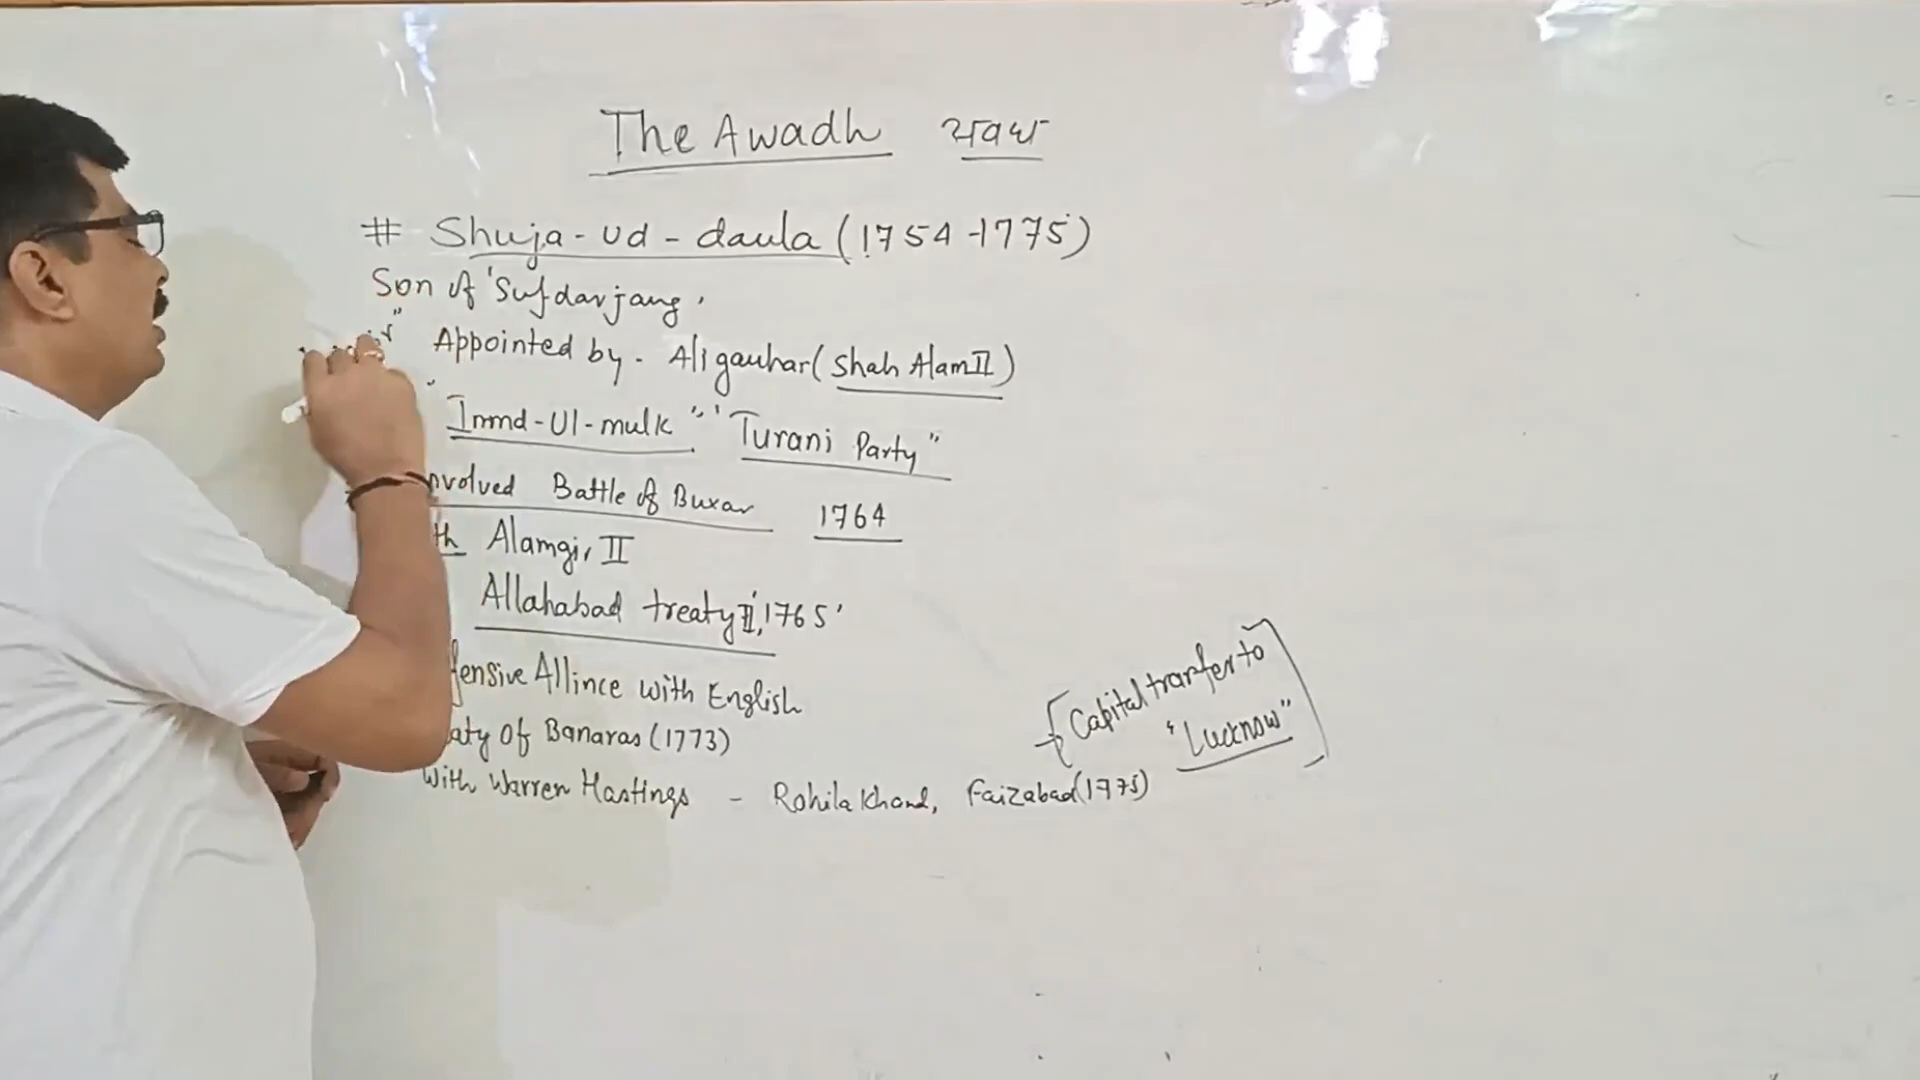 The Awadh अवध
# Shuja-ud-daula (1754-1775)
Son of 'Sufdarjang'
Appointed by - Aligauhar (Shah Alam II)
Immd-Ul-mulk" "Turani Party"
nvolved Battle of Buxar 1764
th Alamgir II
Allahabad treaty II, 1765'
fensive Allince with English
aty of Banaras (1773)
With Warren Hastings - Rohilakhand, Faizabad (1775)
[Capital tranfer to
"Lucknow"]